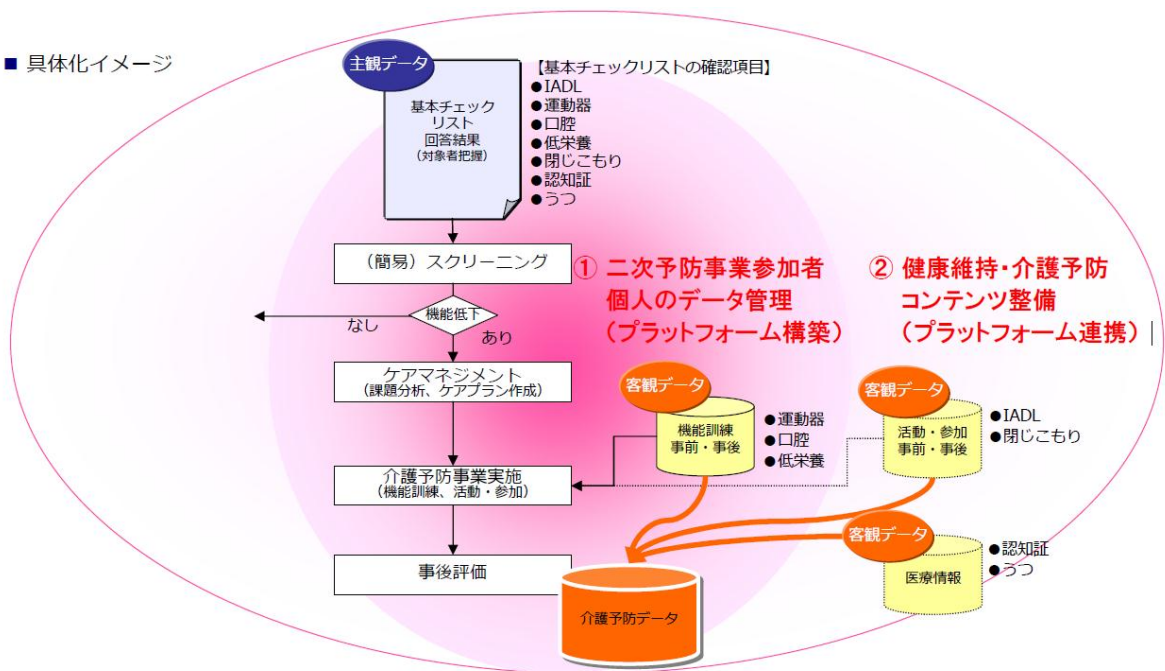 ■ 具体化イメージ
主観データ
基本チェック
リスト
回答結果
（対象者把握）
【基本チェックリストの確認項目】
●IADL
●運動器
●口腔
●低栄養
●閉じこもり
●認知証
●うつ
（簡易）スクリーニング
機能低下
なし
あり
ケアマネジメント
（課題分析、ケアプラン作成）
介護予防事業実施
（機能訓練、活動・参加）
事後評価
① 二次予防事業参加者
個人のデータ管理
（プラットフォーム構築）
② 健康維持・介護予防
コンテンツ整備
（プラットフォーム連携）
客観データ
機能訓練
事前・事後
●運動器
●口腔
●低栄養
客観データ
活動・参加
事前・事後
●IADL
●閉じこもり
客観データ
医療情報
●認知証
●うつ
介護予防データ